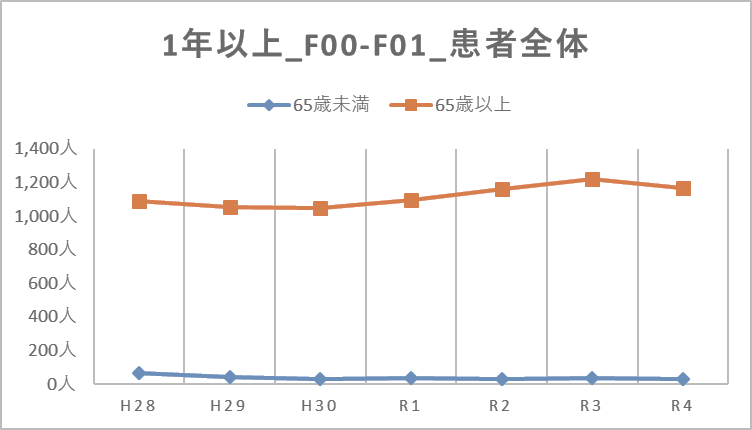 1年以上_F00-F01_患者全体
65歳未満 65歳以上
1,400人
1,200人
1,000人
800人
600人
400人
200人
0人
H28 H29 H30 R1 R2 R3 R4